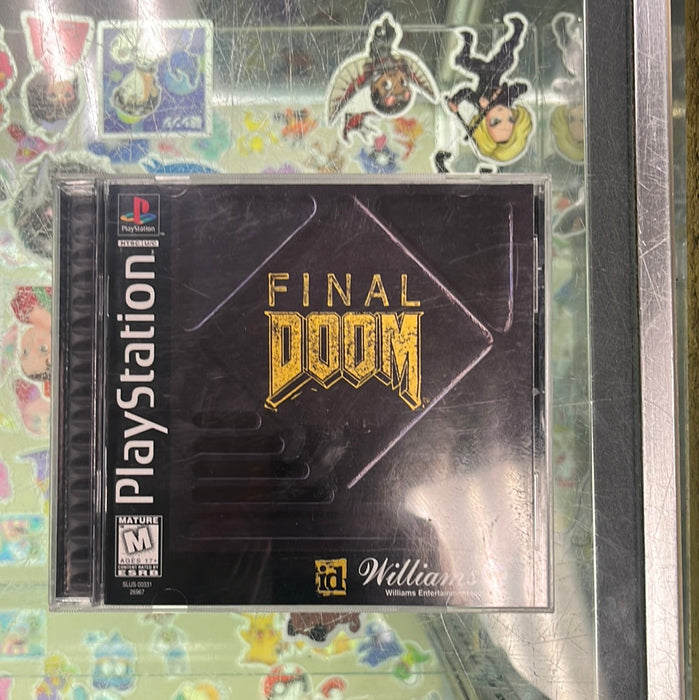 PlayStation
NTSC U/C
PlayStation
FINAL
DOOM
MATURE
M
AGES 17+
CONTENT RATED BY
ESRB
SLUS-00331
26967
id
Williams
Williams Entertainment